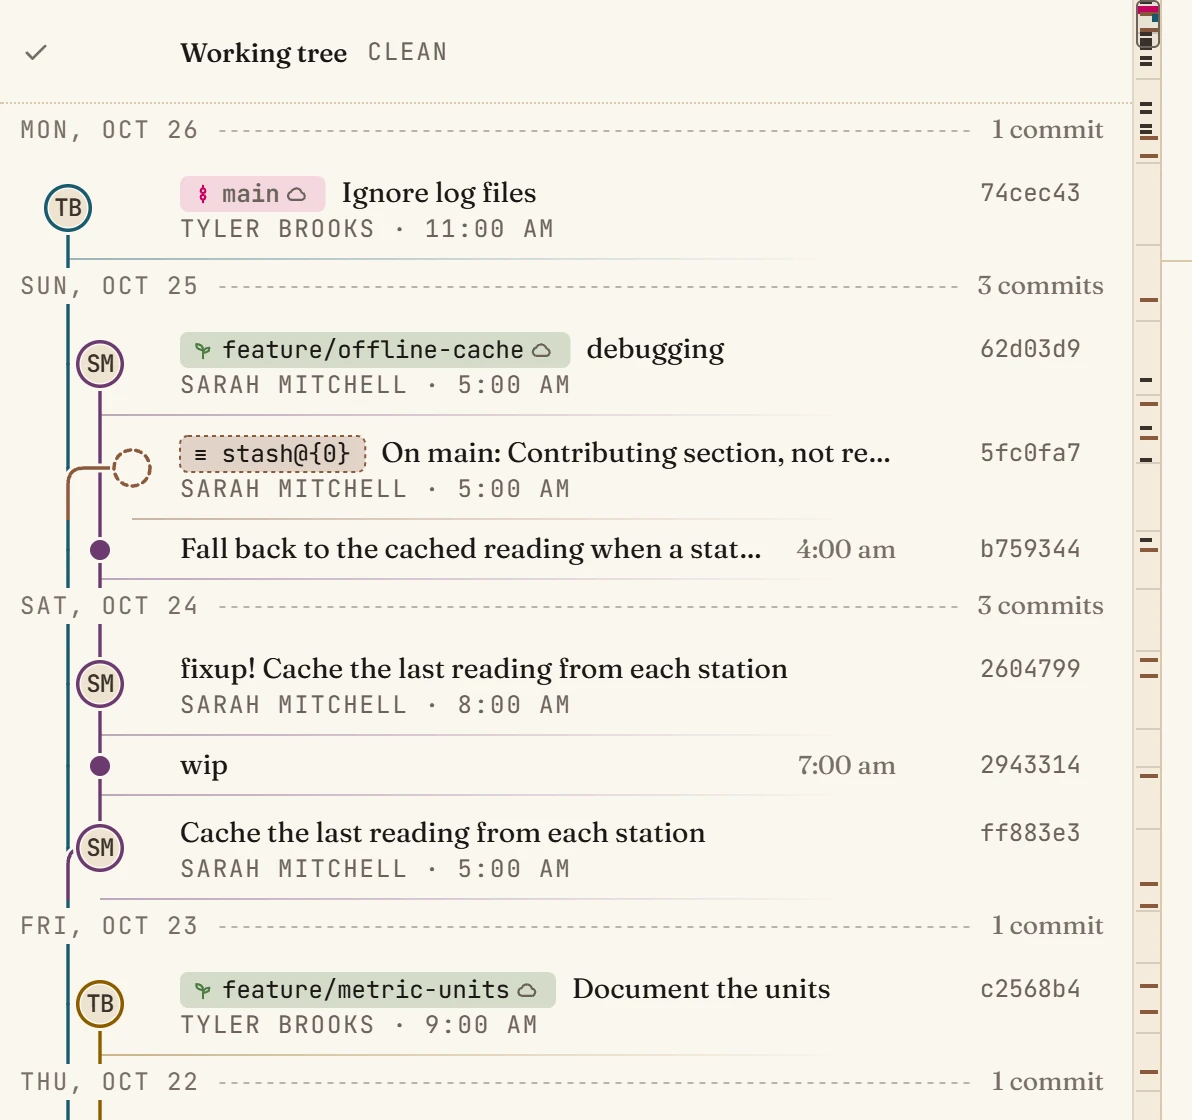 Working tree CLEAN
MON, OCT 26 1 commit
TB main Ignore log files 74cec43
TYLER BROOKS · 11:00 AM
SUN, OCT 25 3 commits
SM feature/offline-cache debugging 62d03d9
SARAH MITCHELL · 5:00 AM
stash@{0} On main: Contributing section, not re... 5fc0fa7
SARAH MITCHELL · 5:00 AM
Fall back to the cached reading when a stat... 4:00 am b759344
SAT, OCT 24 3 commits
SM fixup! Cache the last reading from each station 2604799
SARAH MITCHELL · 8:00 AM
wip 7:00 am 2943314
SM Cache the last reading from each station ff883e3
SARAH MITCHELL · 5:00 AM
FRI, OCT 23 1 commit
TB feature/metric-units Document the units c2568b4
TYLER BROOKS · 9:00 AM
THU, OCT 22 1 commit